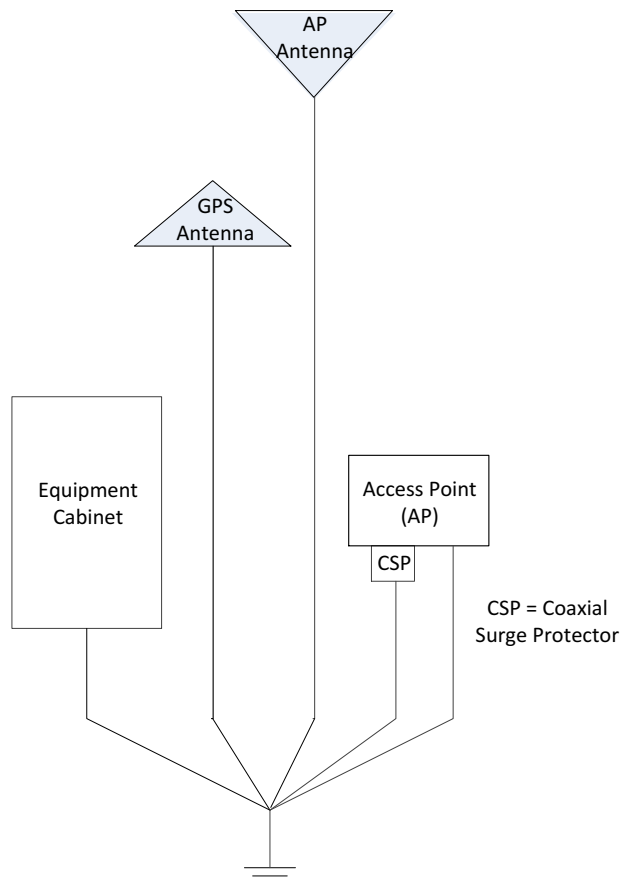 AP
Antenna
GPS
Antenna
Equipment
Cabinet
Access Point
(AP)
CSP
CSP = Coaxial
Surge Protector